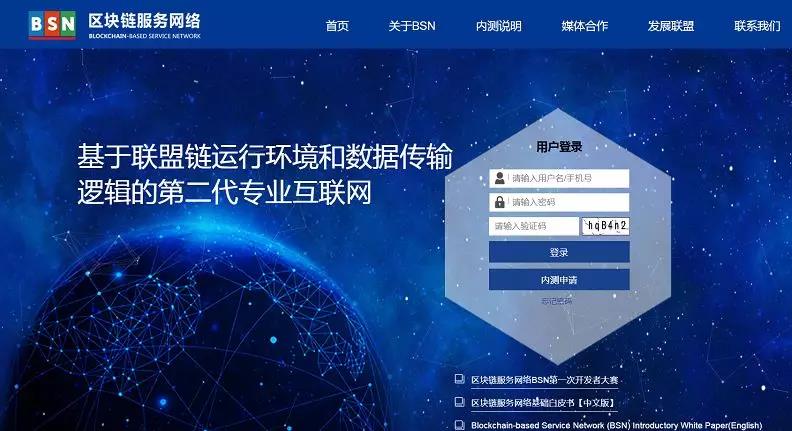 BSN 区块链服务网络
BLOCKCHAIN-BASED SERVICE NETWORK
首页 关于BSN 内测说明 媒体合作 发展联盟 联系我们
基于联盟链运行环境和数据传输
逻辑的第二代专业互联网
用户登录
请输入用户名/手机号
请输入密码
请输入验证码 hqB4n2
登录
内测申请
忘记密码
区块链服务网络BSN第一次开发者大赛
区块链服务网络基础白皮书【中文版】
Blockchain-based Service Network (BSN) Introductory White Paper(English)